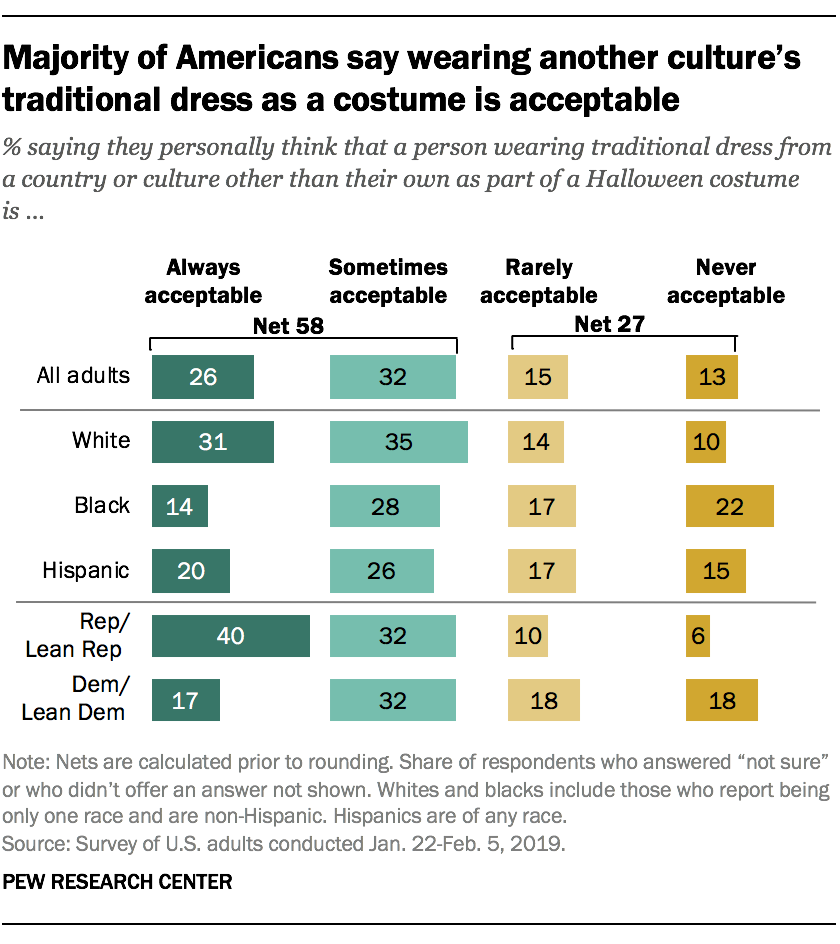 Majority of Americans say wearing another culture’s
traditional dress as a costume is acceptable
% saying they personally think that a person wearing traditional dress from
a country or culture other than their own as part of a Halloween costume
is ...
Always Sometimes Rarely Never
acceptable acceptable acceptable acceptable
Net 58 Net 27
All adults 26 32 15 13
White 31 35 14 10
Black 14 28 17 22
Hispanic 20 26 17 15
Rep/
Lean Rep 40 32 10 6
Dem/
Lean Dem 17 32 18 18
Note: Nets are calculated prior to rounding. Share of respondents who answered “not sure”
or who didn’t offer an answer not shown. Whites and blacks include those who report being
only one race and are non-Hispanic. Hispanics are of any race.
Source: Survey of U.S. adults conducted Jan. 22-Feb. 5, 2019.
PEW RESEARCH CENTER